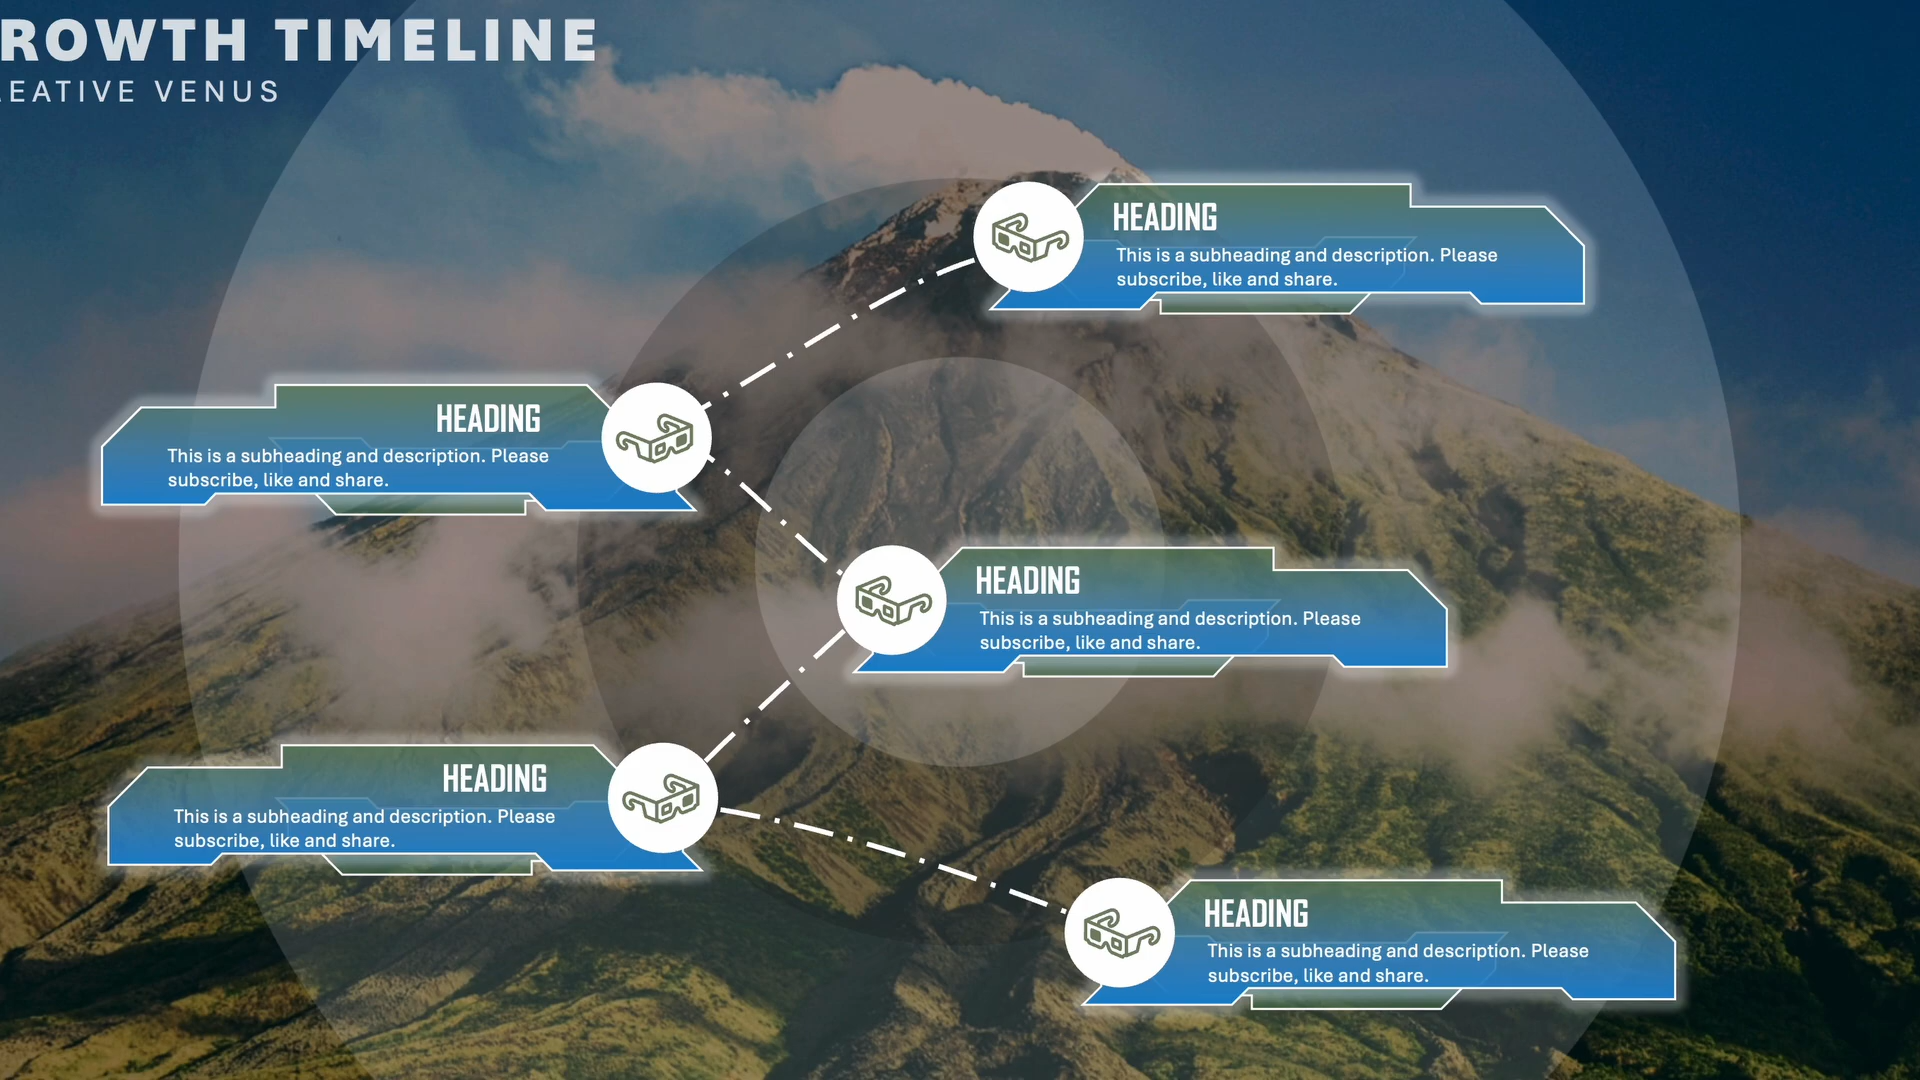 ROWTH TIMELINE
EATIVE VENUS
HEADING
This is a subheading and description. Please
subscribe, like and share.
HEADING
This is a subheading and description. Please
subscribe, like and share.
HEADING
This is a subheading and description. Please
subscribe, like and share.
HEADING
This is a subheading and description. Please
subscribe, like and share.
HEADING
This is a subheading and description. Please
subscribe, like and share.